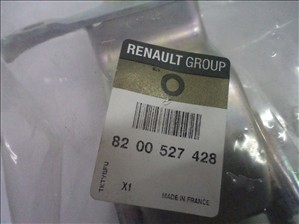 RENAULT GROUP
82 00 527 428
X1
MADE IN FRANCE